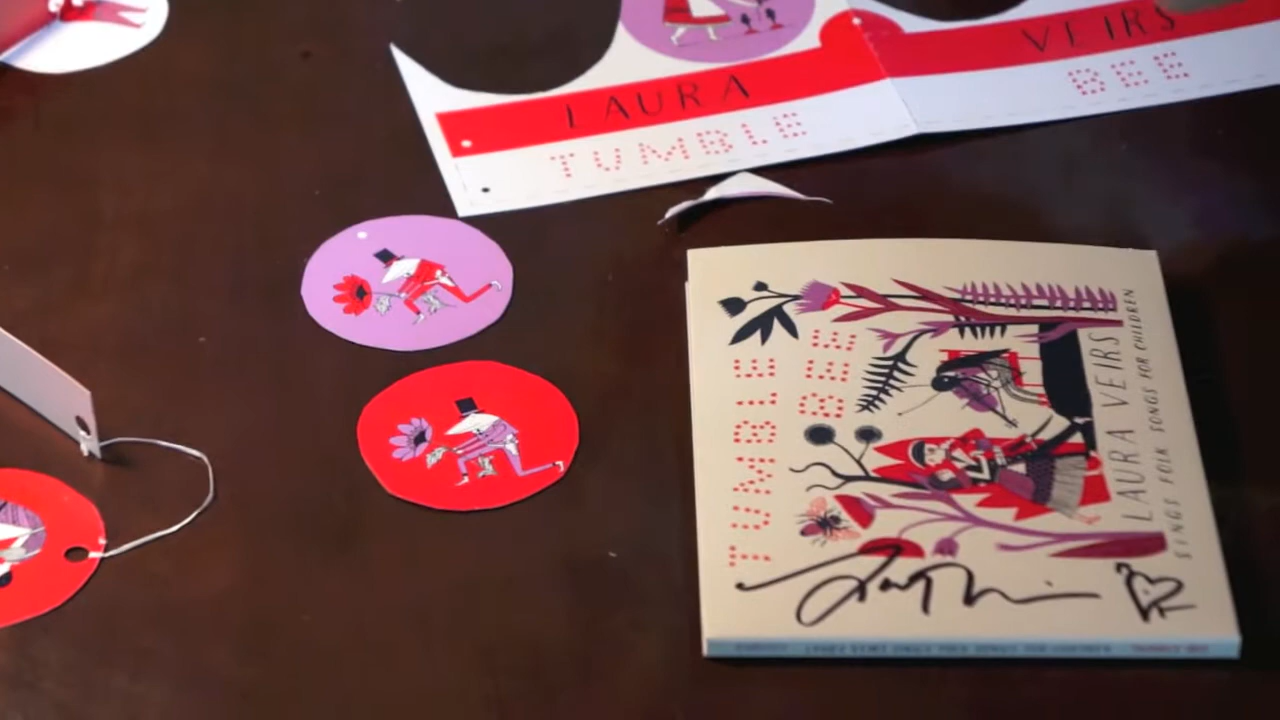 LAURA VEIRS
TUMBLE BEE
TUMBLE
BEE
LAURA VEIRS
SINGS FOLK SONGS FOR CHILDREN